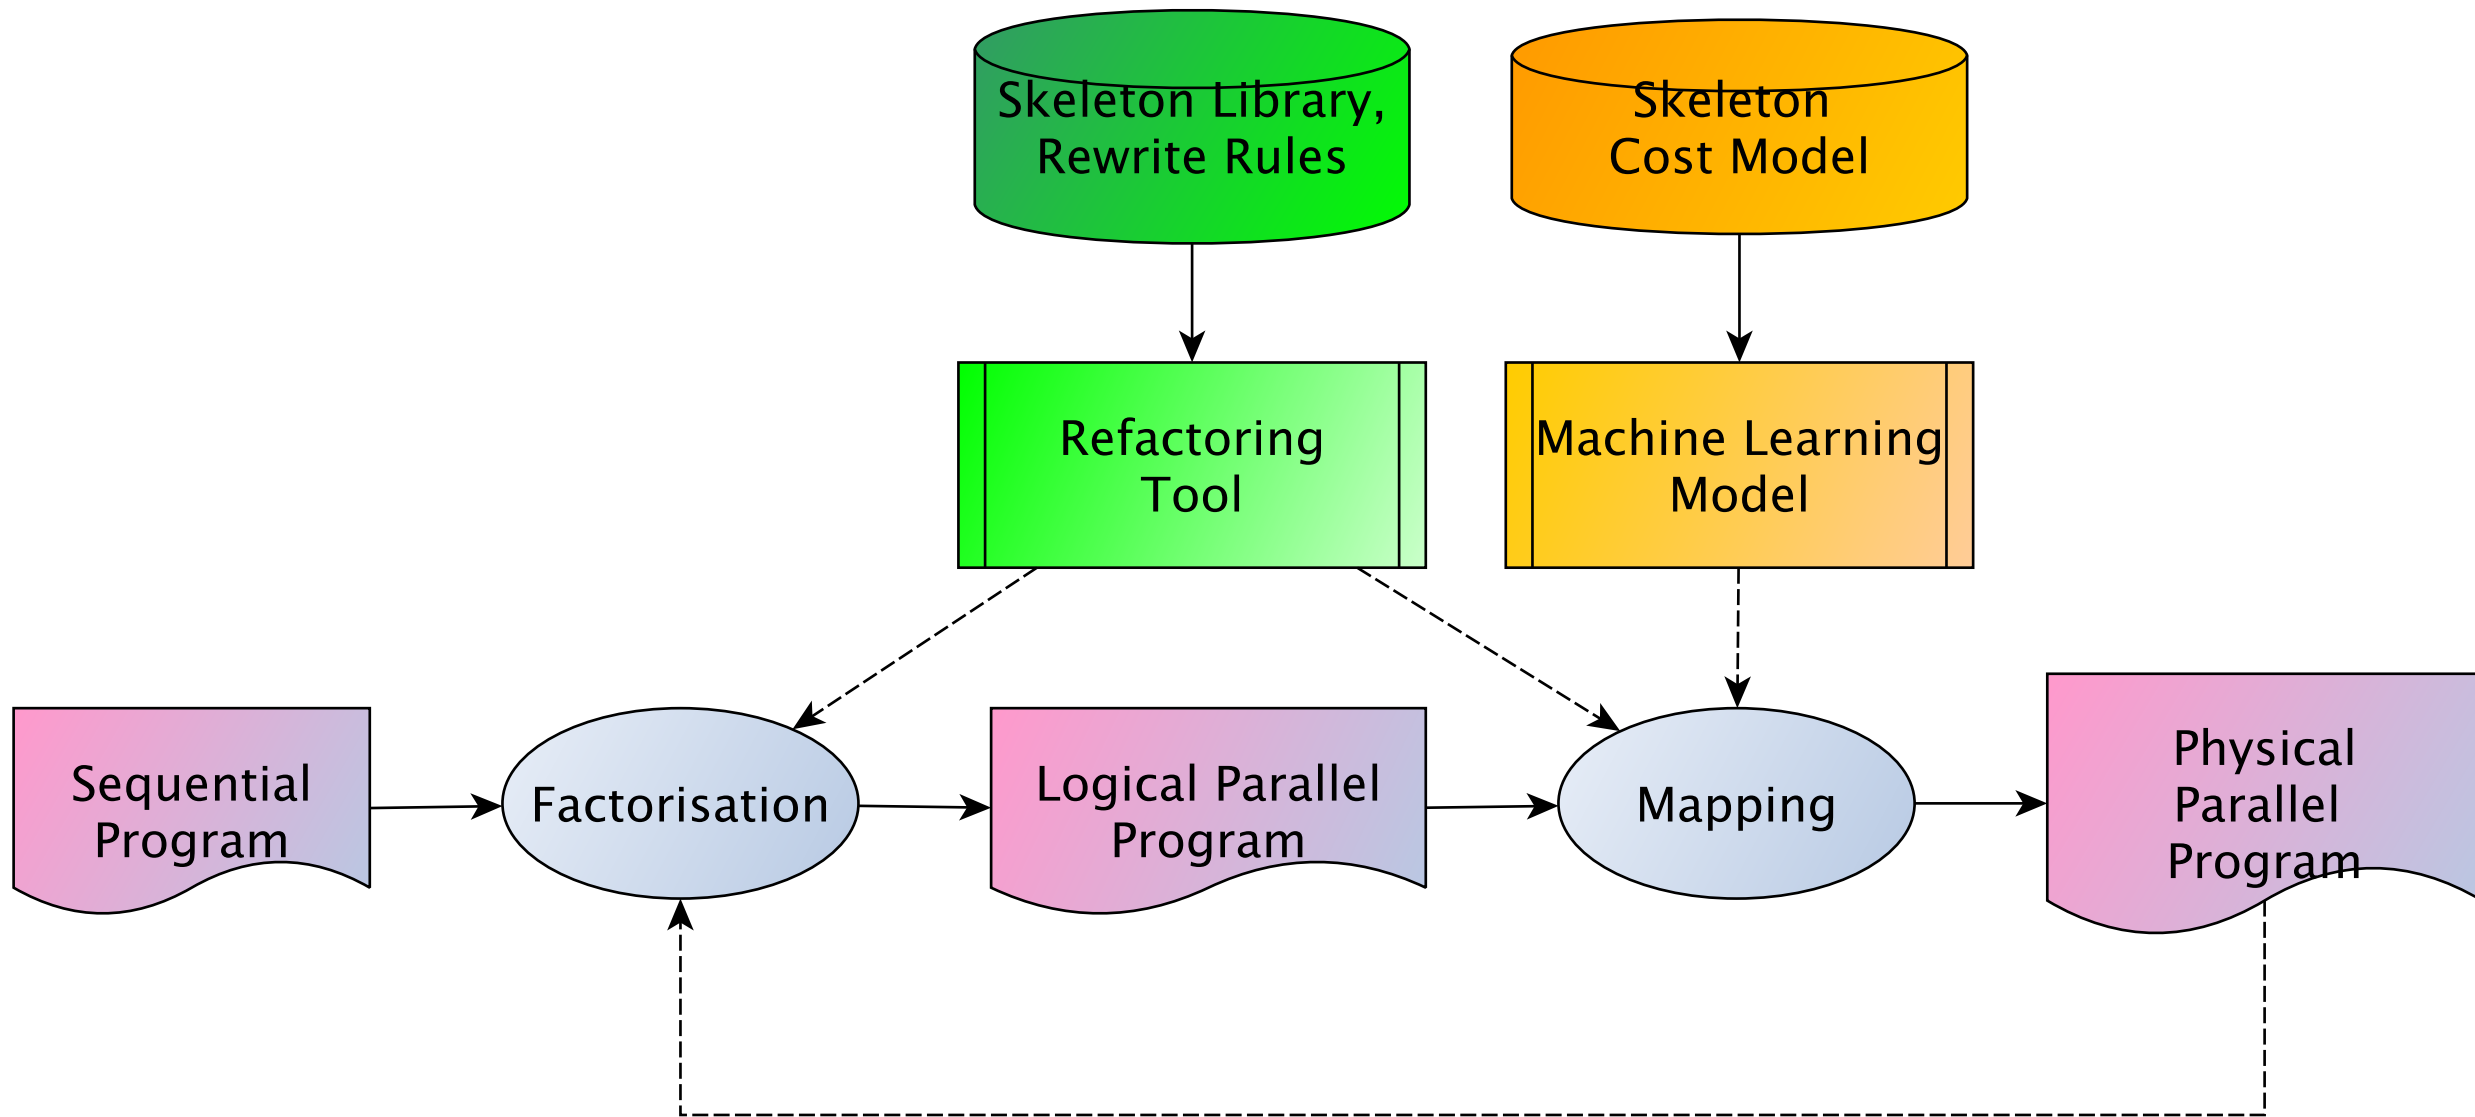 Skeleton Library,
Rewrite Rules
Skeleton
Cost Model
Refactoring
Tool
Machine Learning
Model
Sequential
Program
Factorisation
Logical Parallel
Program
Mapping
Physical
Parallel
Program